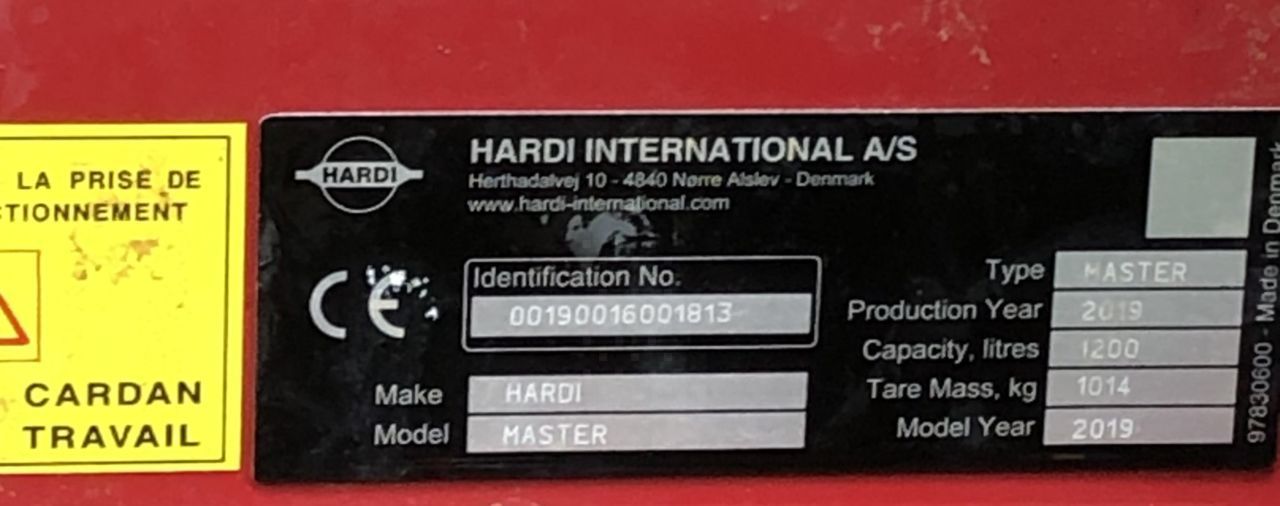 LA PRISE DE
CTIONNEMENT
CARDAN
TRAVAIL
HARDI
HARDI INTERNATIONAL A/S
Herthadalvej 10 - 4840 Nørre Alslev - Denmark
www.hardi-international.com
CE
Identification No.
00190016001813
Make HARDI
Model MASTER
Type MASTER
Production Year 2019
Capacity, litres 1200
Tare Mass, kg 1014
Model Year 2019
97830600 - Made in Denmark